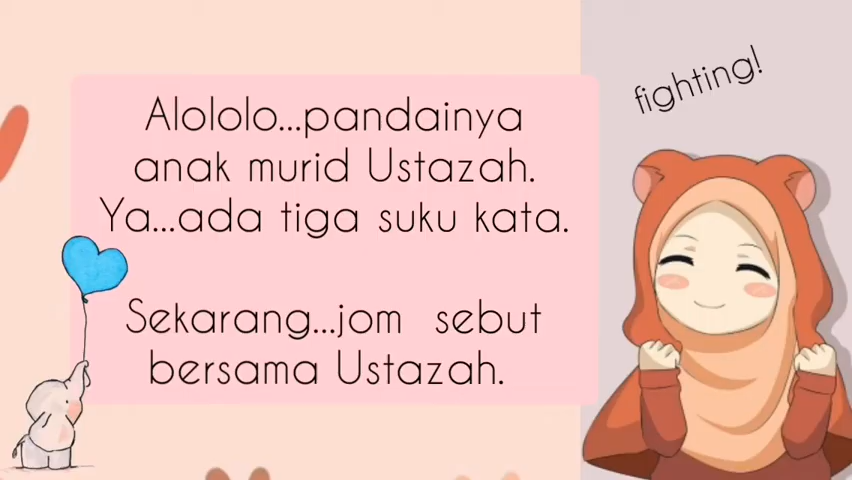 Alololo...pandainya
anak murid Ustazah.
Ya...ada tiga suku kata.
Sekarang...jom sebut
bersama Ustazah.
fighting!